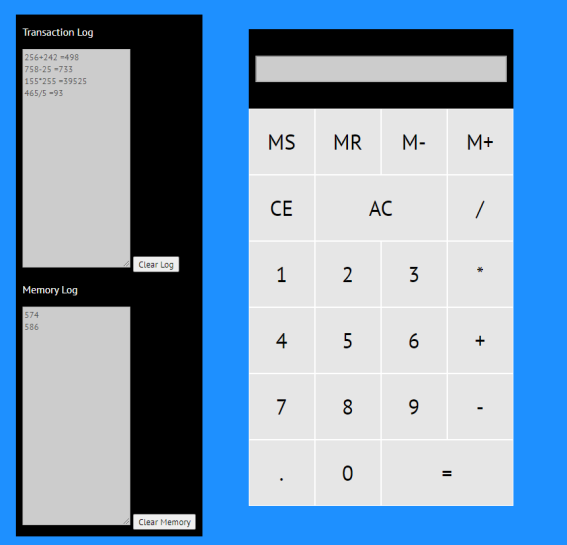 Transaction Log
256+242 =498
758-25 =733
155*255 =39525
465/5 =93
Clear Log
Memory Log
574
586
Clear Memory
MS MR M- M+
CE AC /
1 2 3 *
4 5 6 +
7 8 9 -
. 0 =